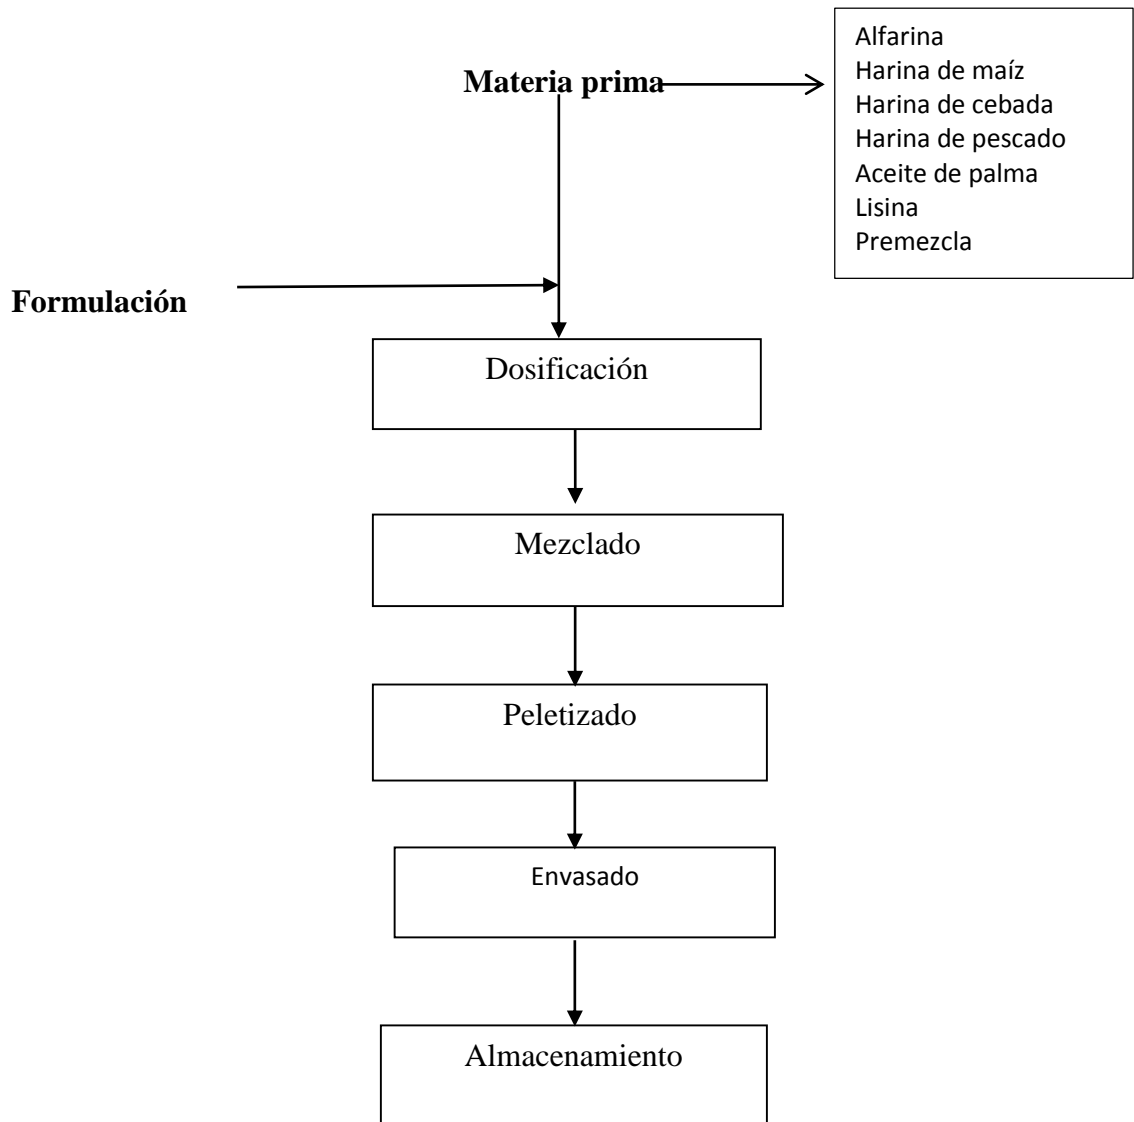 Materia prima
Alfarina
Harina de maíz
Harina de cebada
Harina de pescado
Aceite de palma
Lisina
Premezcla
Formulación
Dosificación
Mezclado
Peletizado
Envasado
Almacenamiento